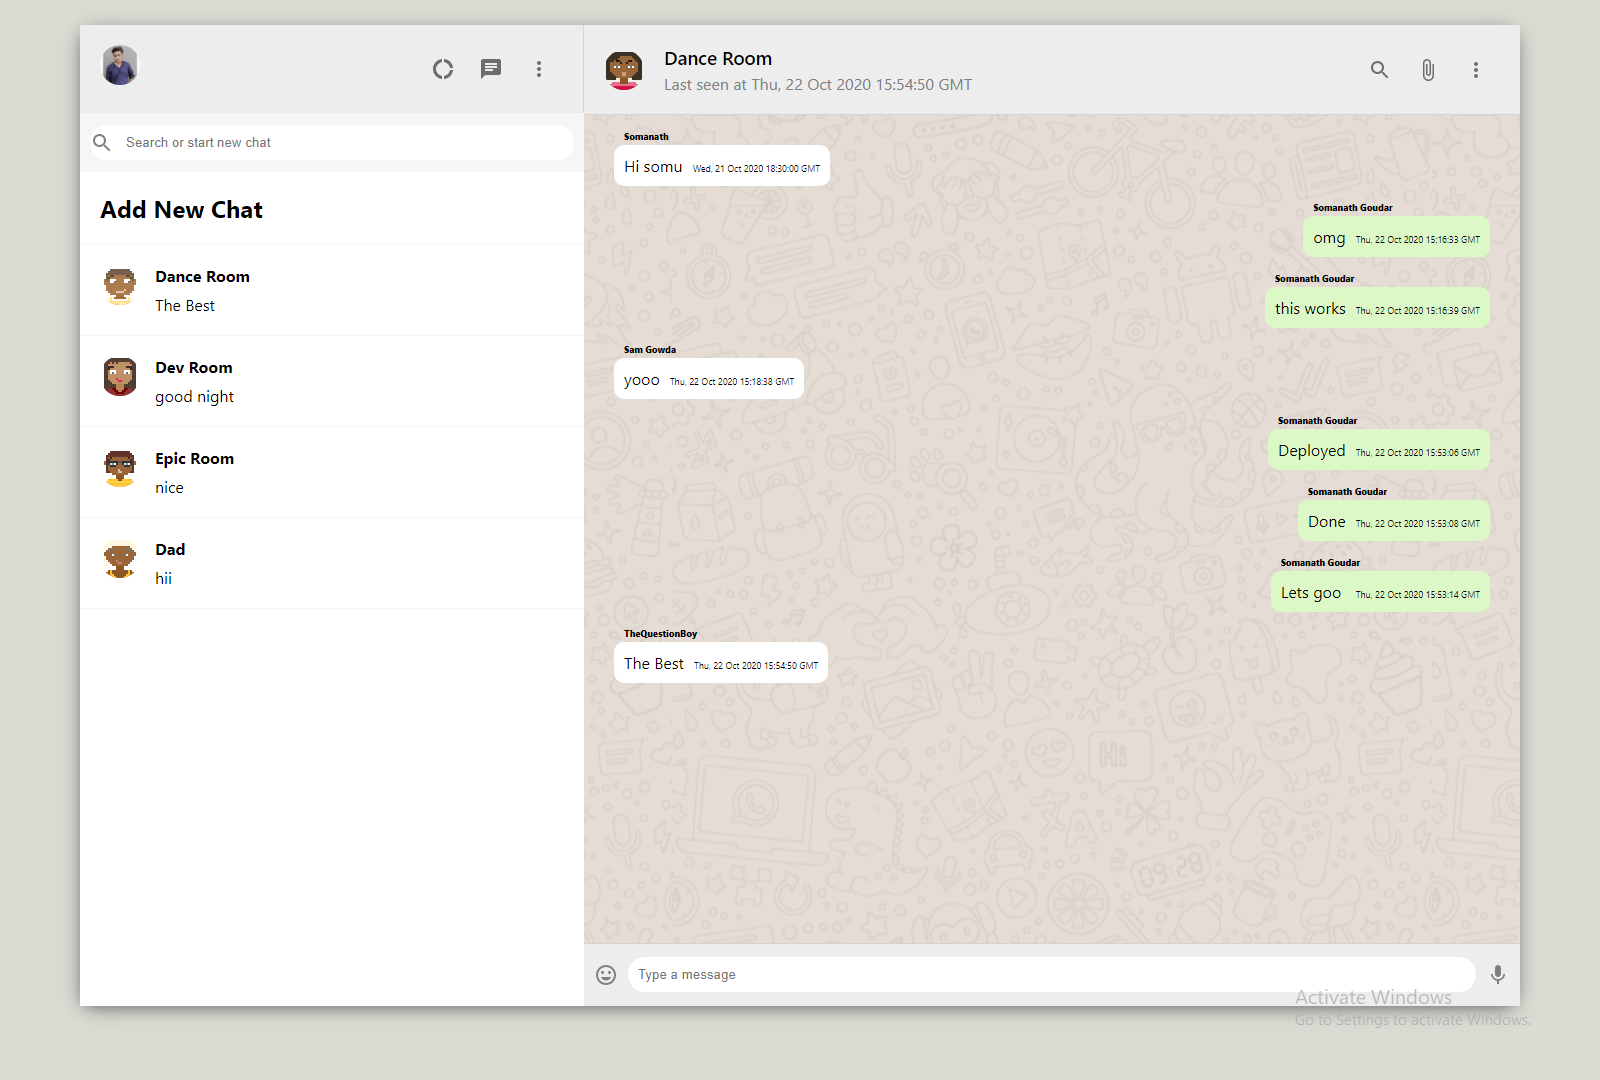 Search or start new chat
Add New Chat
Dance Room
The Best
Dev Room
good night
Epic Room
nice
Dad
hii
Dance Room
Last seen at Thu, 22 Oct 2020 15:54:50 GMT
Somanath
Hi somu Wed, 21 Oct 2020 18:30:00 GMT
Somanath Goudar
omg Thu, 22 Oct 2020 15:16:33 GMT
Somanath Goudar
this works Thu, 22 Oct 2020 15:16:39 GMT
Sam Gowda
yooo Thu, 22 Oct 2020 15:18:38 GMT
Somanath Goudar
Deployed Thu, 22 Oct 2020 15:53:06 GMT
Somanath Goudar
Done Thu, 22 Oct 2020 15:53:08 GMT
Somanath Goudar
Lets goo Thu, 22 Oct 2020 15:53:14 GMT
TheQuestionBoy
The Best Thu, 22 Oct 2020 15:54:50 GMT
Hi
09:28
Type a message
Activate Windows
Go to Settings to activate Windows.